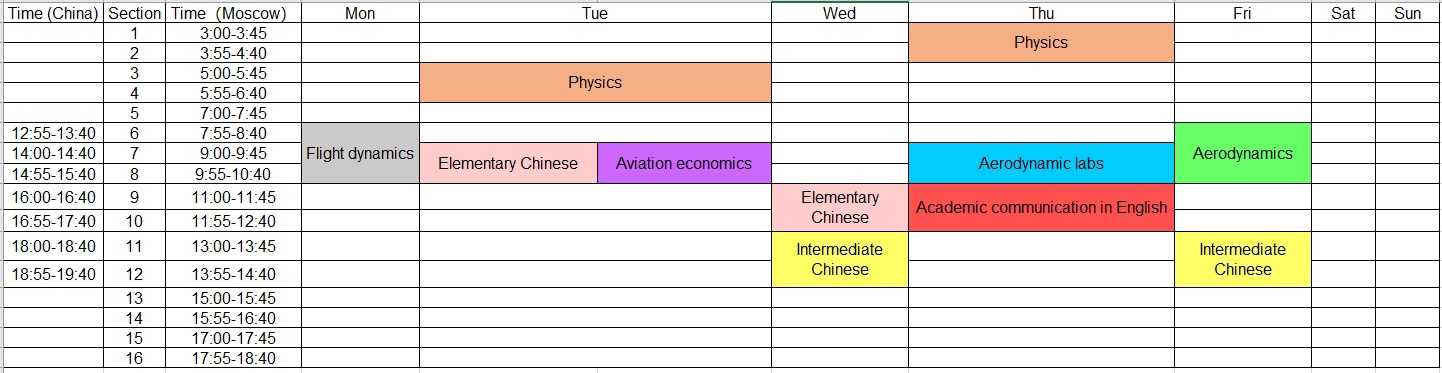 Time (China) Section Time (Moscow) Mon Tue Wed Thu Fri Sat Sun
1 3:00-3:45 Physics
2 3:55-4:40
3 5:00-5:45 Physics
4 5:55-6:40
5 7:00-7:45
12:55-13:40 6 7:55-8:40 Flight dynamics Aerodynamics
14:00-14:40 7 9:00-9:45 Elementary Chinese Aviation economics Aerodynamic labs
14:55-15:40 8 9:55-10:40
16:00-16:40 9 11:00-11:45 Elementary Chinese Academic communication in English
16:55-17:40 10 11:55-12:40
18:00-18:40 11 13:00-13:45 Intermediate Chinese Intermediate Chinese
18:55-19:40 12 13:55-14:40
13 15:00-15:45
14 15:55-16:40
15 17:00-17:45
16 17:55-18:40